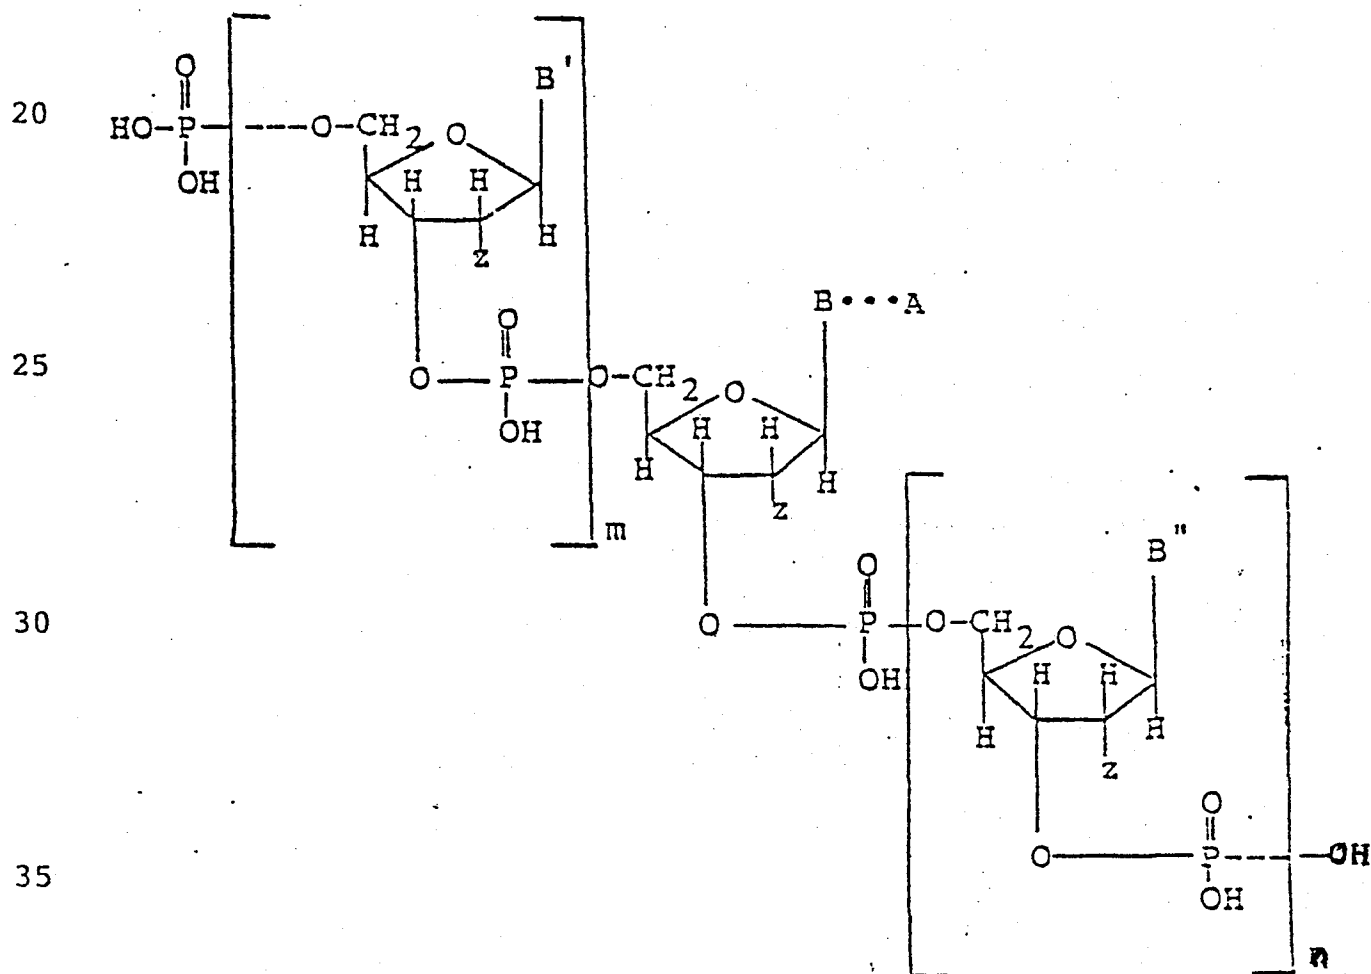 O
B'
20 HO-P-----O-CH2 O
OH H H
H z H
B•••A
O
25 O P O-CH2 O
OH H H
H z H
m
B"
O
30 O P O-CH2 O
OH H H
H z H
O
35 O P----OH
OH
n